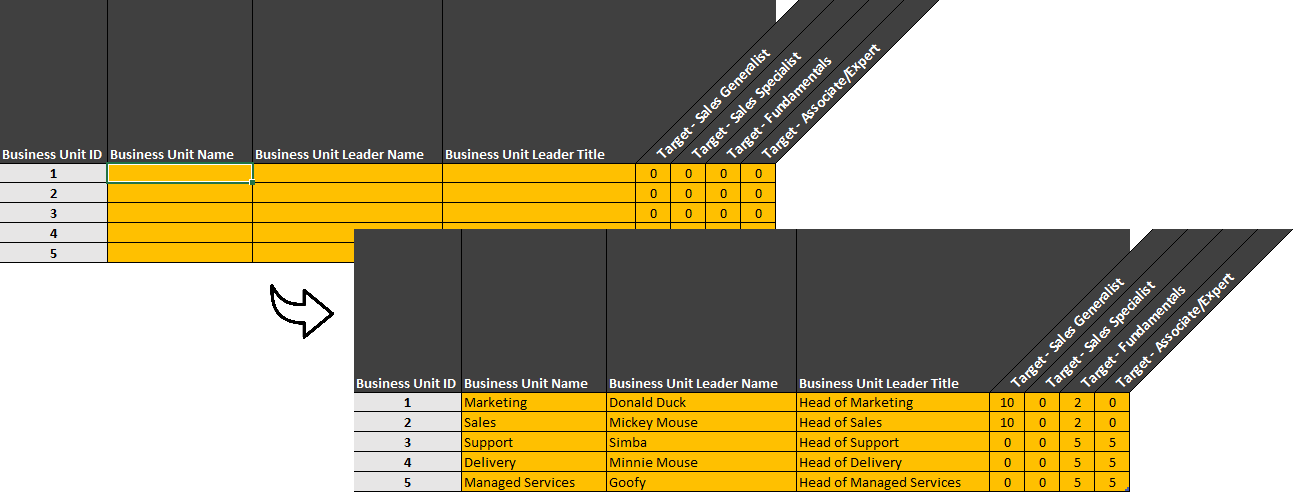 Target - Sales Generalist
Target - Sales Specialist
Target - Fundamentals
Target - Associate/Expert
Business Unit ID Business Unit Name Business Unit Leader Name Business Unit Leader Title
1 0 0 0 0
2 0 0 0 0
3 0 0 0 0
4
5
Target - Sales Generalist
Target - Sales Specialist
Target - Fundamentals
Target - Associate/Expert
Business Unit ID Business Unit Name Business Unit Leader Name Business Unit Leader Title
1 Marketing Donald Duck Head of Marketing 10 0 2 0
2 Sales Mickey Mouse Head of Sales 10 0 2 0
3 Support Simba Head of Support 0 0 5 5
4 Delivery Minnie Mouse Head of Delivery 0 0 5 5
5 Managed Services Goofy Head of Managed Services 0 0 5 5